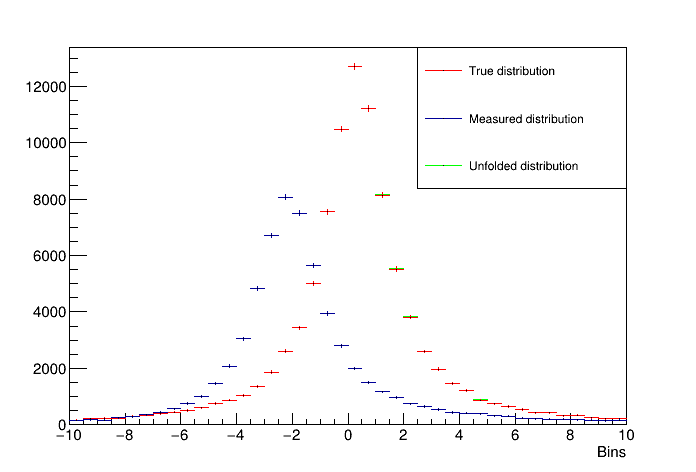 True distribution
Measured distribution
Unfolded distribution
12000
10000
8000
6000
4000
2000
0
−10 −8 −6 −4 −2 0 2 4 6 8 10
Bins